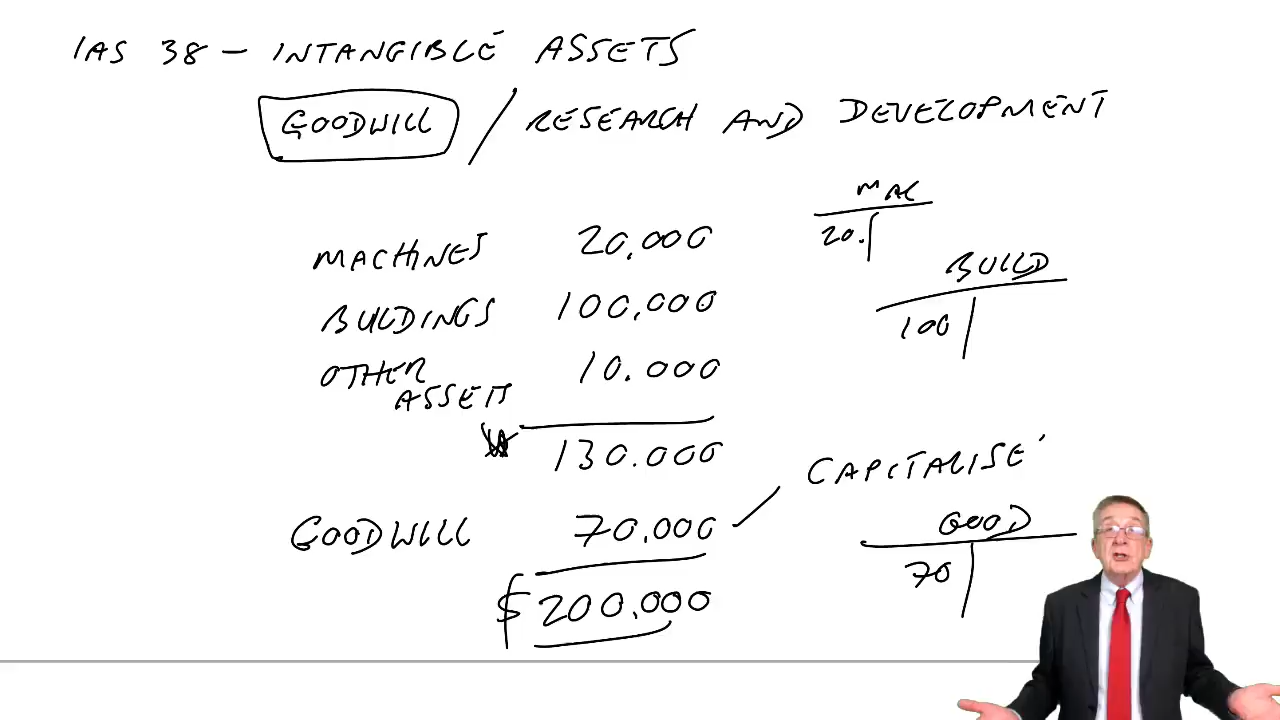 IAS 38 - INTANGIBLE ASSETS
GOODWILL / RESEARCH AND DEVELOPMENT
MAC
20.
MACHINES 20,000
BUILD
100
BUILDINGS 100,000
OTHER ASSETS 10.000
130.000
CAPITALISE
GOODWILL 70.000
GOOD
70
$ 200,000